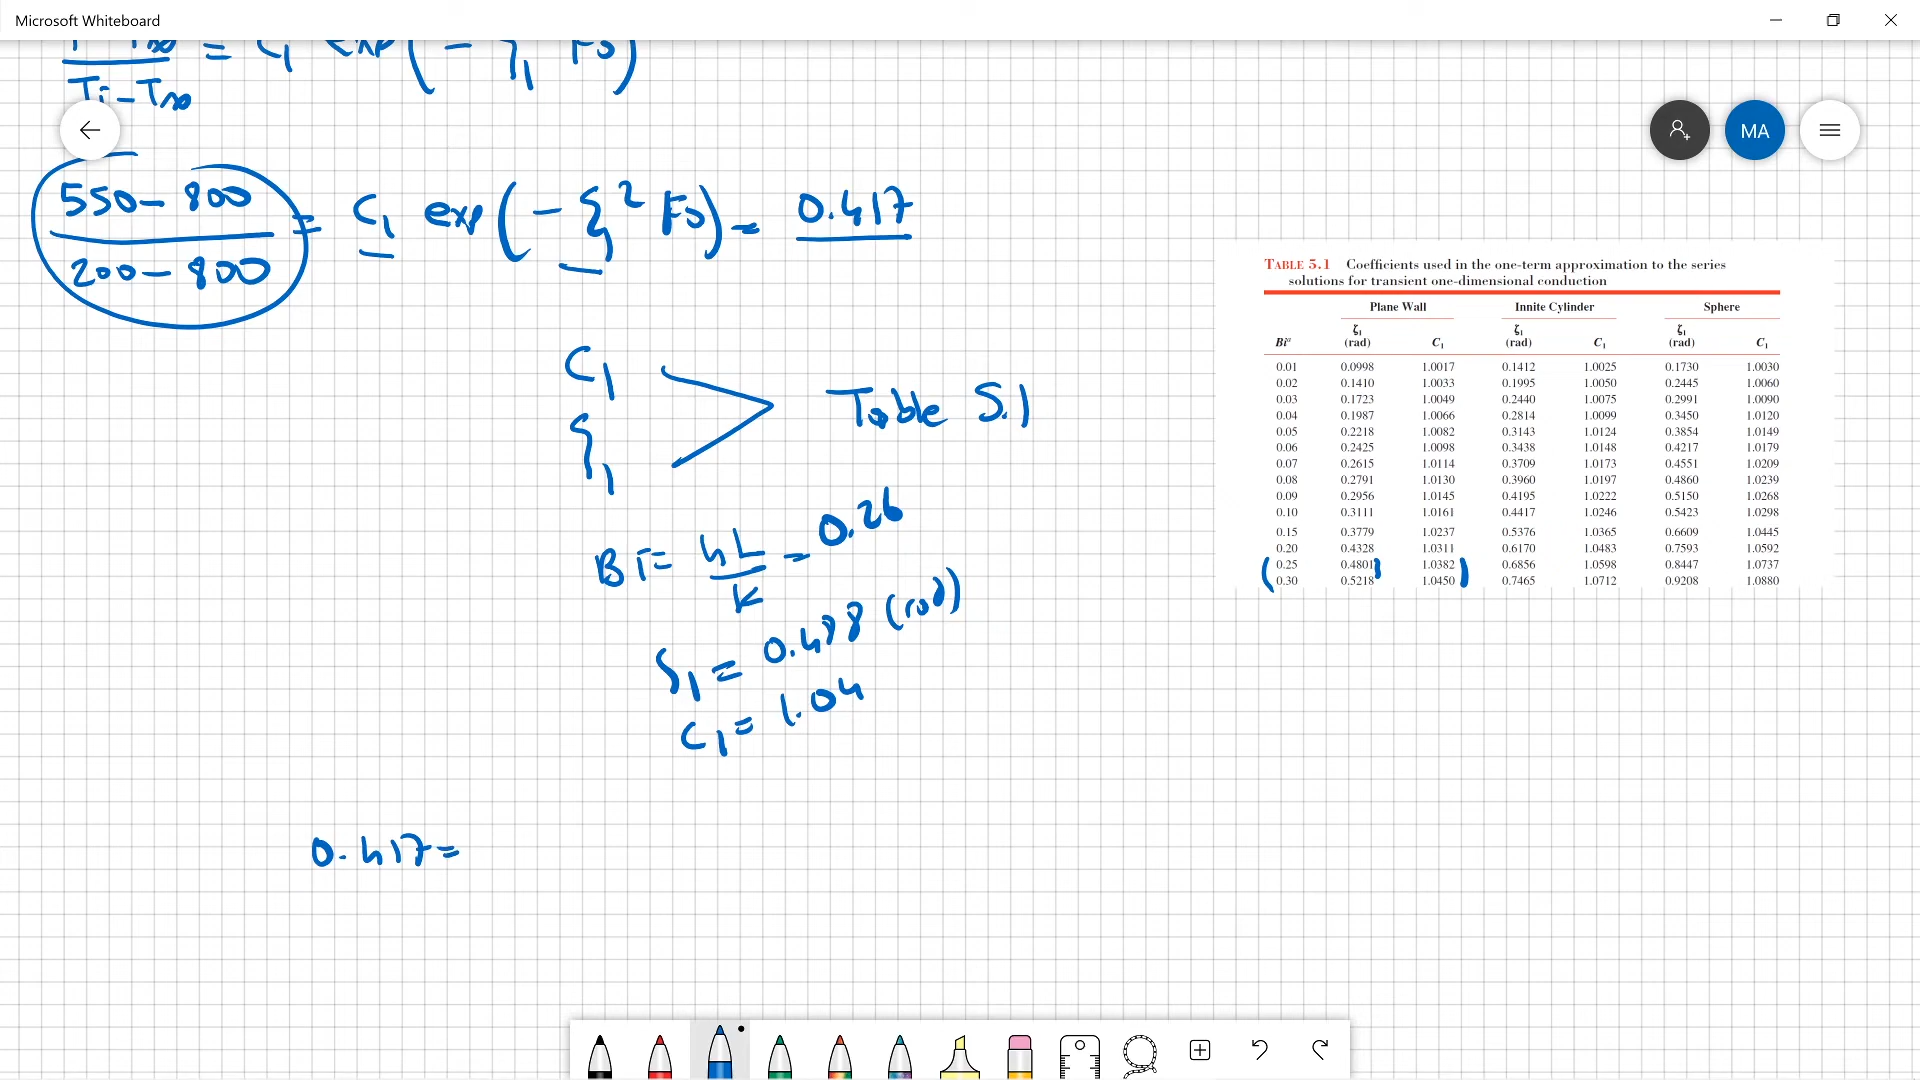 Microsoft Whiteboard
= C₁ exp(− ζ₁ Fo)
Ti − T∞
MA
550 − 800 / 200 − 800 = C₁ exp(− ζ² Fo) = 0.417
C₁
ζ₁
Table 5.1
Bi = hL / k = 0.26
ζ₁ = 0.488 (rad)
C₁ = 1.04
0.417 =
TABLE 5.1 Coefficients used in the one-term approximation to the series
solutions for transient one-dimensional conduction
Plane Wall Innite Cylinder Sphere
ζ₁ ζ₁ ζ₁
Biᵃ (rad) C₁ (rad) C₁ (rad) C₁
0.01 0.0998 1.0017 0.1412 1.0025 0.1730 1.0030
0.02 0.1410 1.0033 0.1995 1.0050 0.2445 1.0060
0.03 0.1723 1.0049 0.2440 1.0075 0.2991 1.0090
0.04 0.1987 1.0066 0.2814 1.0099 0.3450 1.0120
0.05 0.2218 1.0082 0.3143 1.0124 0.3854 1.0149
0.06 0.2425 1.0098 0.3438 1.0148 0.4217 1.0179
0.07 0.2615 1.0114 0.3709 1.0173 0.4551 1.0209
0.08 0.2791 1.0130 0.3960 1.0197 0.4860 1.0239
0.09 0.2956 1.0145 0.4195 1.0222 0.5150 1.0268
0.10 0.3111 1.0161 0.4417 1.0246 0.5423 1.0298
0.15 0.3779 1.0237 0.5376 1.0365 0.6609 1.0445
0.20 0.4328 1.0311 0.6170 1.0483 0.7593 1.0592
0.25 0.4801 1.0382 0.6856 1.0598 0.8447 1.0737
0.30 0.5218 1.0450 0.7465 1.0712 0.9208 1.0880